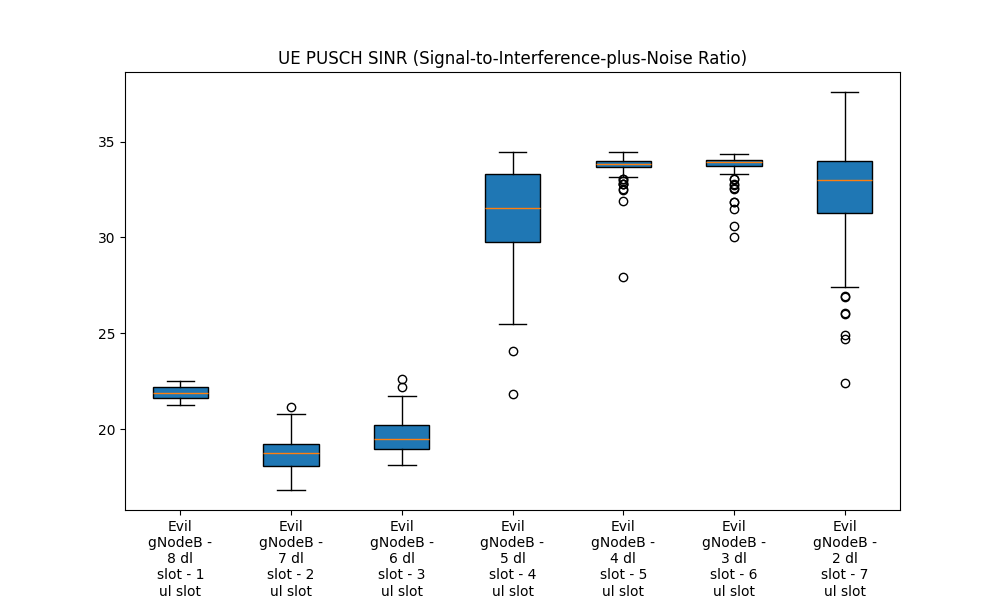 UE PUSCH SINR (Signal-to-Interference-plus-Noise Ratio)
35
30
25
20
Evil
gNodeB -
8 dl
slot - 1
ul slot
Evil
gNodeB -
7 dl
slot - 2
ul slot
Evil
gNodeB -
6 dl
slot - 3
ul slot
Evil
gNodeB -
5 dl
slot - 4
ul slot
Evil
gNodeB -
4 dl
slot - 5
ul slot
Evil
gNodeB -
3 dl
slot - 6
ul slot
Evil
gNodeB -
2 dl
slot - 7
ul slot